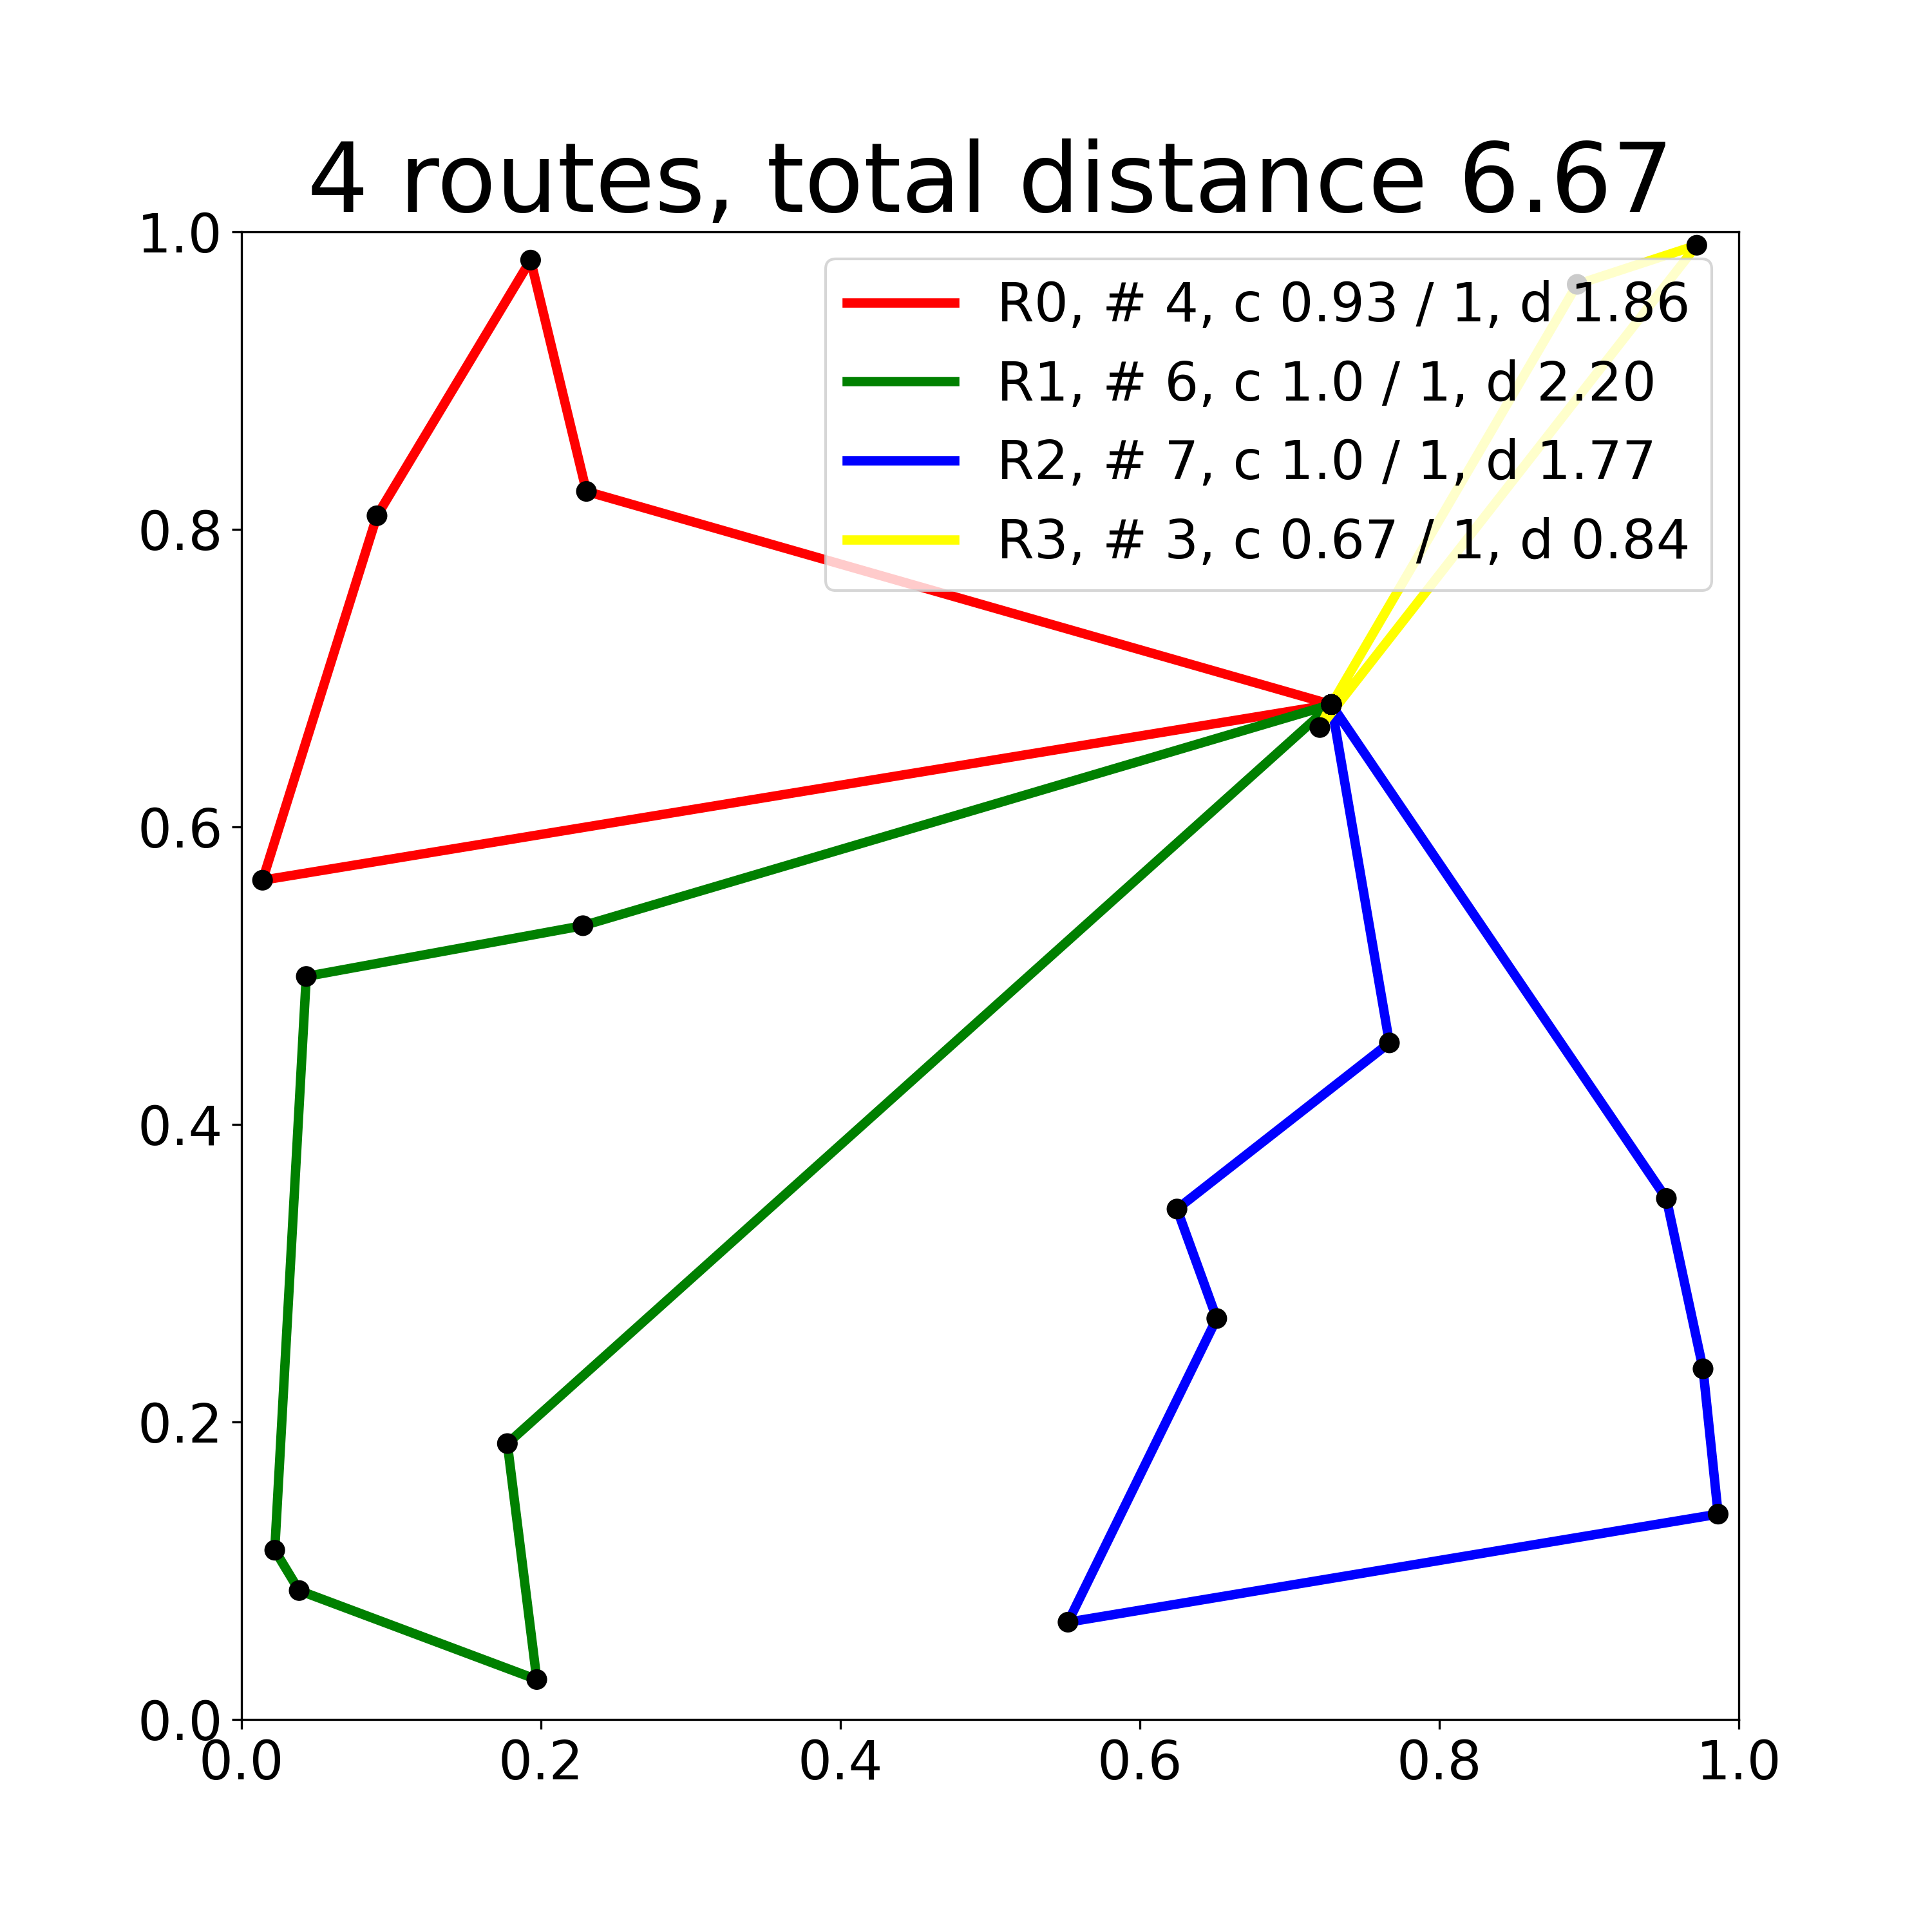 4 routes, total distance 6.67
1.0
R0, # 4, c 0.93 / 1, d 1.86
R1, # 6, c 1.0 / 1, d 2.20
R2, # 7, c 1.0 / 1, d 1.77
R3, # 3, c 0.67 / 1, d 0.84
0.8
0.6
0.4
0.2
0.0
0.0 0.2 0.4 0.6 0.8 1.0